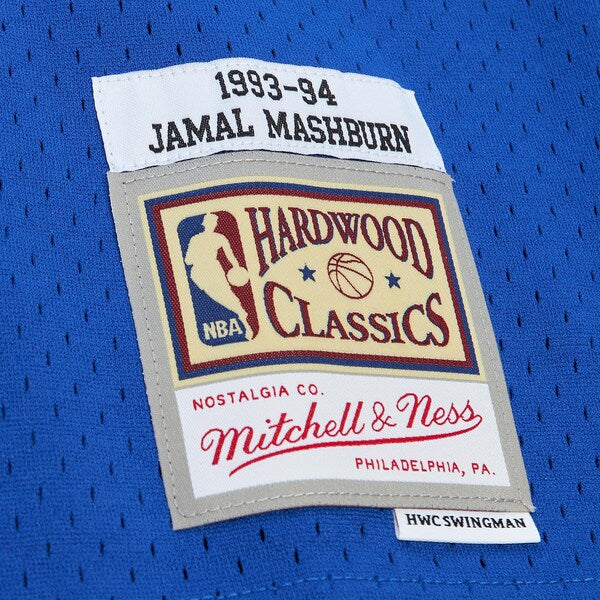 1993-94
JAMAL MASHBURN
HARDWOOD
CLASSICS
NBA
NOSTALGIA CO.
Mitchell & Ness
PHILADELPHIA, PA.
HWC SWINGMAN